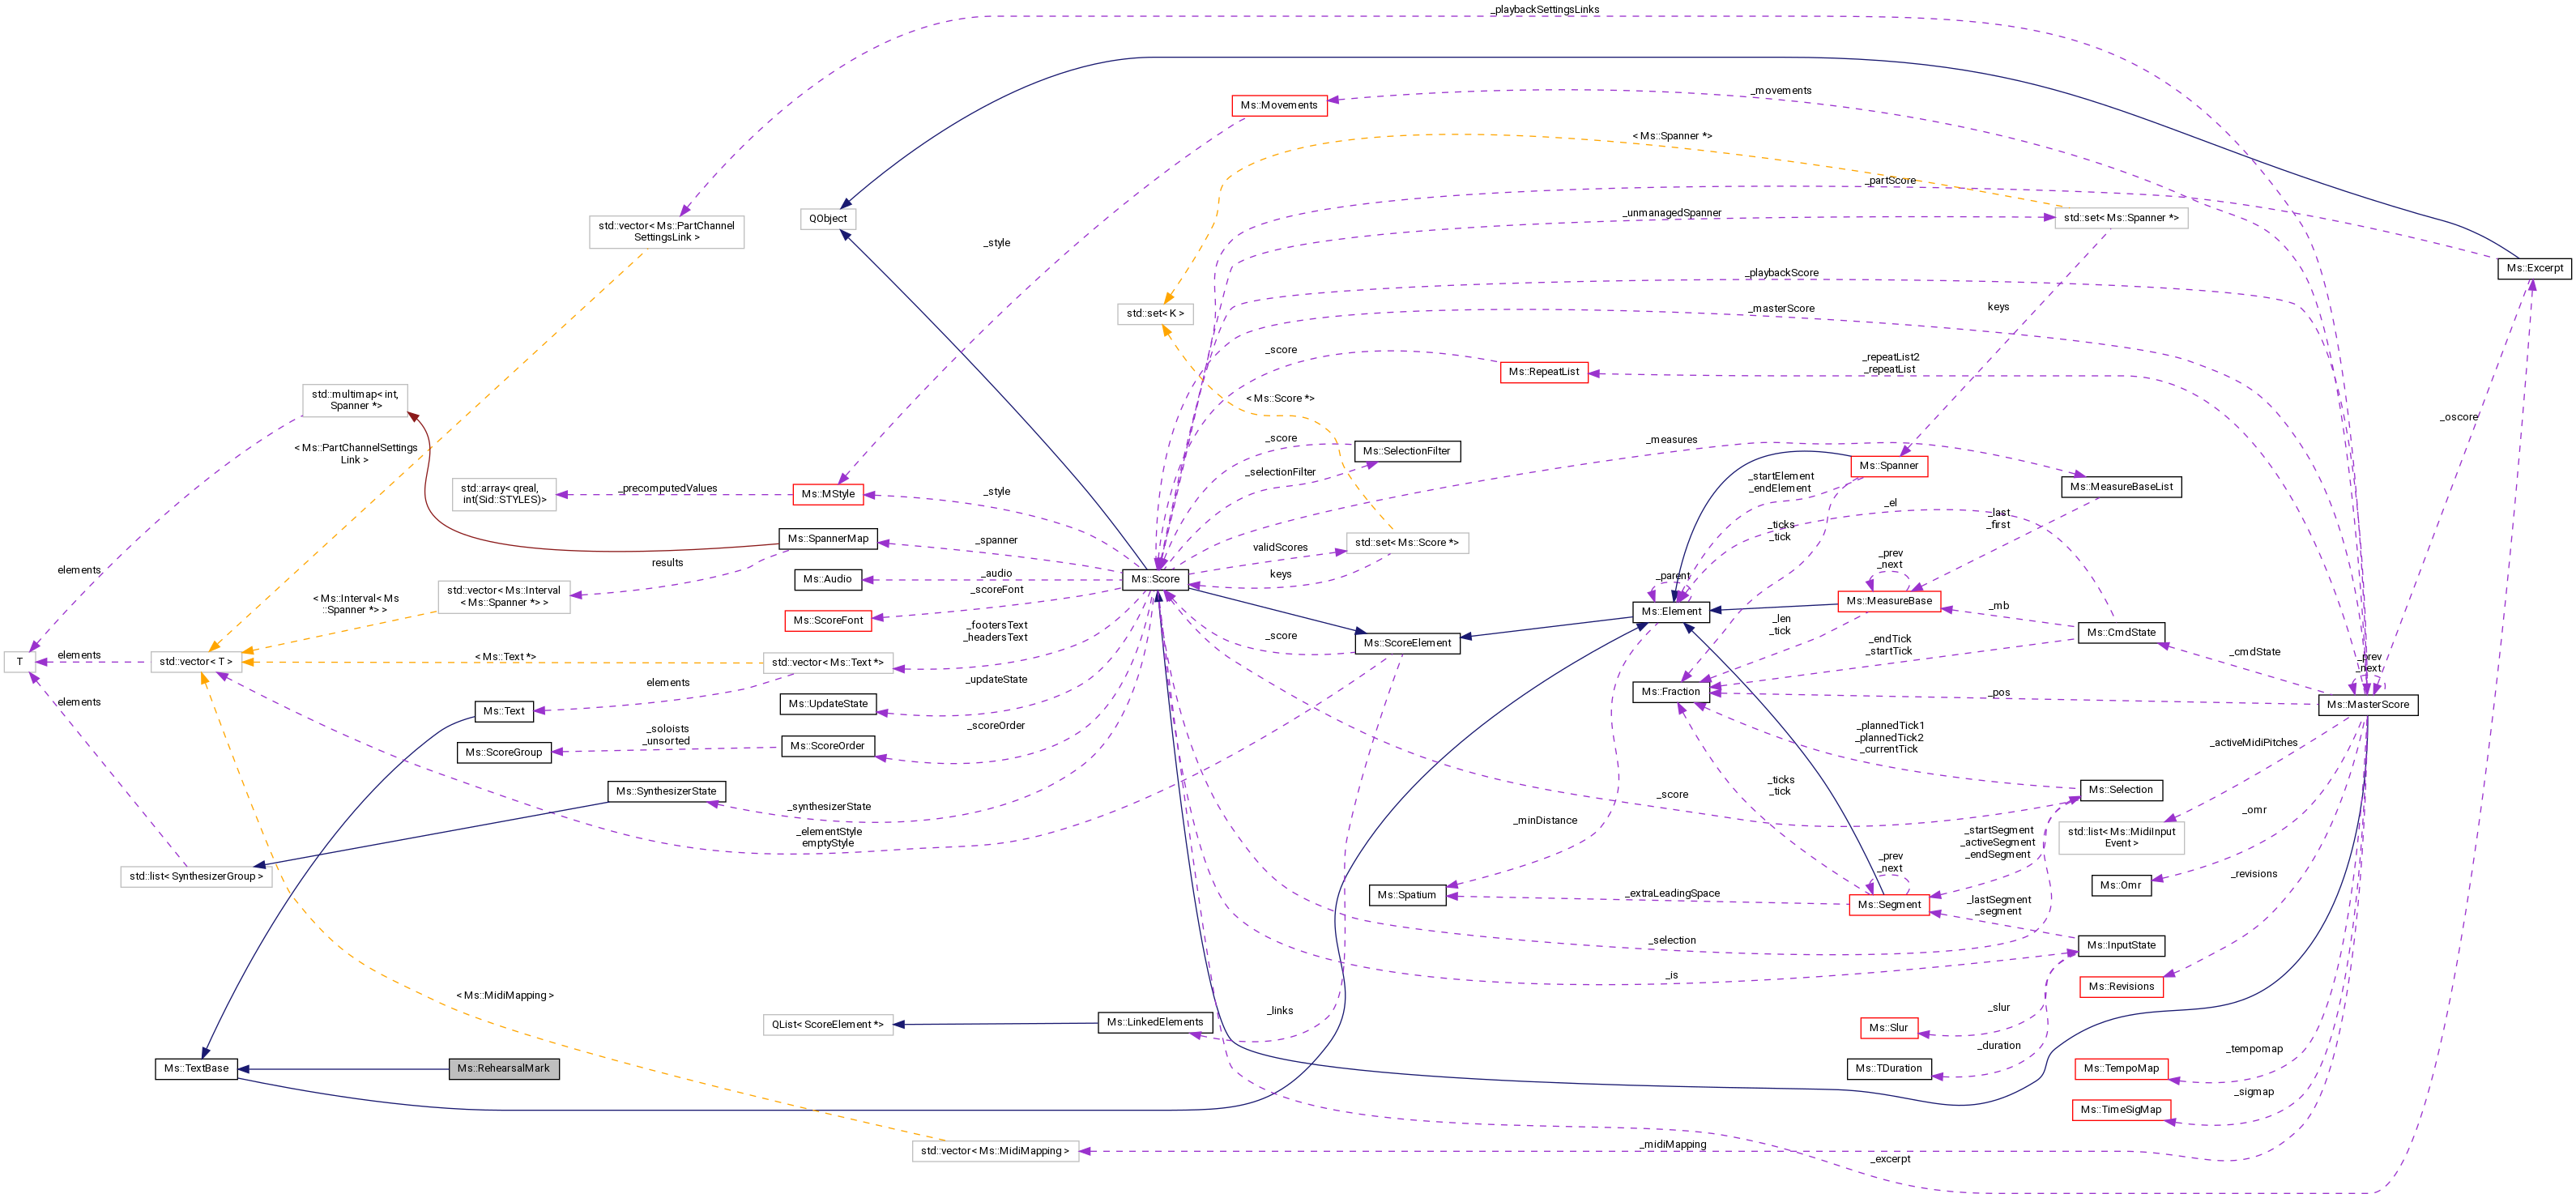 _playbackSettingsLinks
_movements
Ms::Movements
< Ms::Spanner *>
_partScore
_unmanagedSpanner
std::set< Ms::Spanner *>
QObject
std::vector< Ms::PartChannel
SettingsLink >
_style
Ms::Excerpt
_playbackScore
keys
std::set< K >
_masterScore
_score
Ms::RepeatList
_repeatList2
_repeatList
std::multimap< int,
Spanner *>
< Ms::Score *>
_oscore
< Ms::PartChannelSettings
Link >
_score
Ms::SelectionFilter
_measures
_selectionFilter
Ms::Spanner
_startElement
_endElement
Ms::MeasureBaseList
std::array< qreal,
int(Sid::STYLES)>
_precomputedValues
Ms::MStyle
_style
_el
_last
_first
_ticks
_tick
Ms::SpannerMap
_spanner
validScores
std::set< Ms::Score *>
_prev
_next
elements
results
Ms::Audio
_audio
Ms::Score
keys
_parent
< Ms::Interval< Ms
::Spanner *> >
std::vector< Ms::Interval
< Ms::Spanner *> >
_scoreFont
Ms::ScoreFont
Ms::Element
Ms::MeasureBase
_mb
_len
_tick
_footersText
_headersText
_score
Ms::ScoreElement
_endTick
_startTick
Ms::CmdState
_cmdState
T
elements
std::vector< T >
< Ms::Text *>
std::vector< Ms::Text *>
_prev
_next
elements
_updateState
Ms::Fraction
_pos
elements
Ms::Text
Ms::UpdateState
Ms::MasterScore
_scoreOrder
_plannedTick1
_plannedTick2
_currentTick
Ms::ScoreGroup
_soloists
_unsorted
Ms::ScoreOrder
_activeMidiPitches
_ticks
_tick
Ms::SynthesizerState
_synthesizerState
_score
Ms::Selection
_elementStyle
emptyStyle
_minDistance
_startSegment
_activeSegment
_endSegment
std::list< Ms::MidiInput
Event >
_omr
_prev
_next
std::list< SynthesizerGroup >
Ms::Spatium
_extraLeadingSpace
Ms::Segment
_lastSegment
_segment
Ms::Omr
_revisions
_selection
Ms::InputState
_is
Ms::Revisions
< Ms::MidiMapping >
_links
QList< ScoreElement *>
Ms::LinkedElements
Ms::Slur
_slur
_duration
_tempomap
Ms::TextBase
Ms::RehearsalMark
Ms::TDuration
Ms::TempoMap
_sigmap
Ms::TimeSigMap
std::vector< Ms::MidiMapping >
_midiMapping
_excerpt